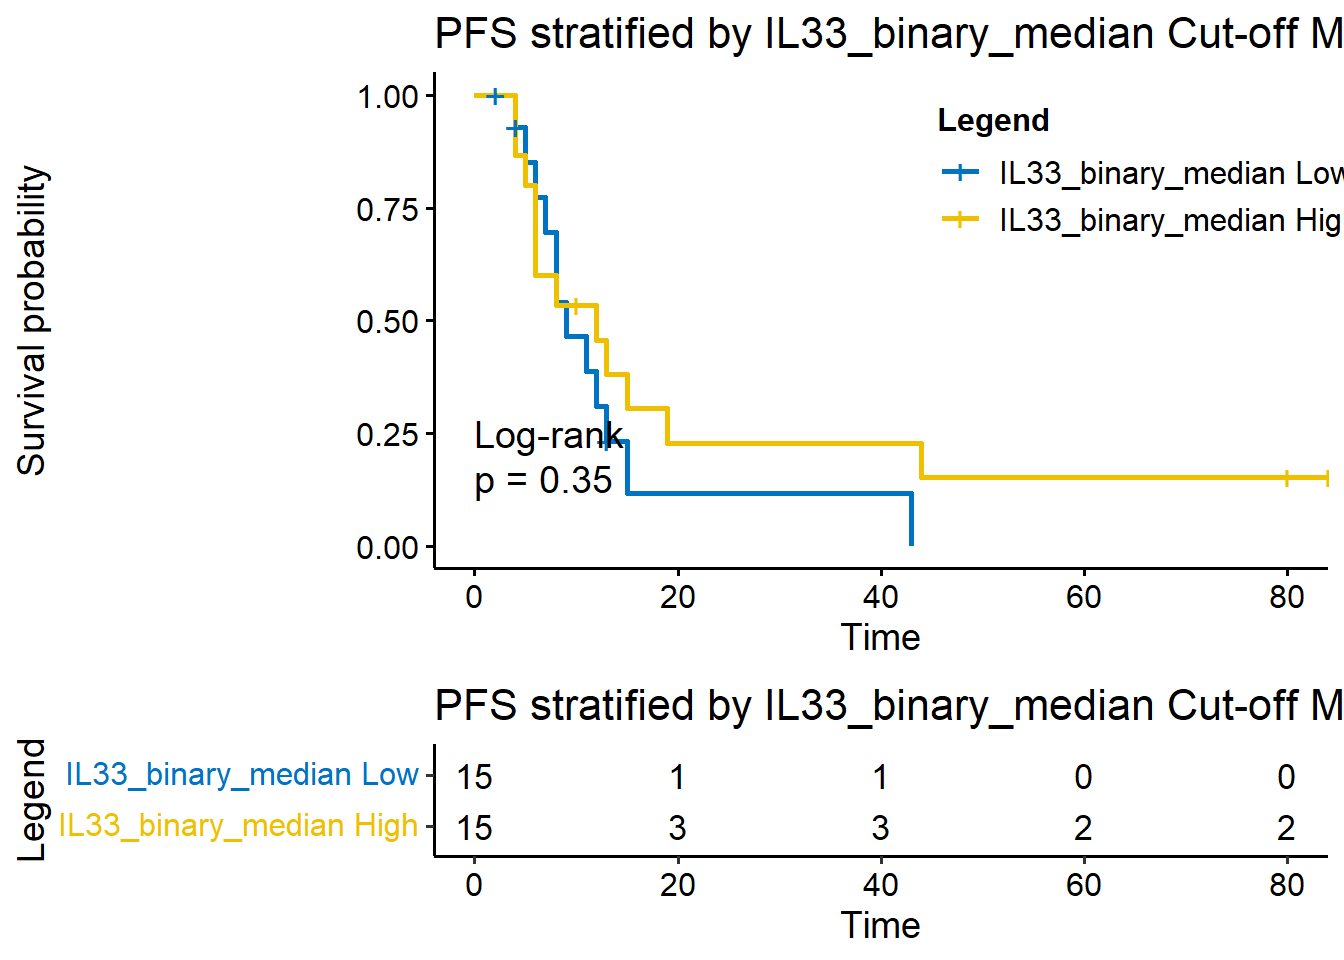 PFS stratified by IL33_binary_median Cut-off M
Survival probability
1.00
0.75
0.50
0.25
0.00
Legend
IL33_binary_median Low
IL33_binary_median Hig
Log-rank
p = 0.35
0 20 40 60 80
Time
PFS stratified by IL33_binary_median Cut-off M
Legend
IL33_binary_median Low 15 1 1 0 0
IL33_binary_median High 15 3 3 2 2
0 20 40 60 80
Time